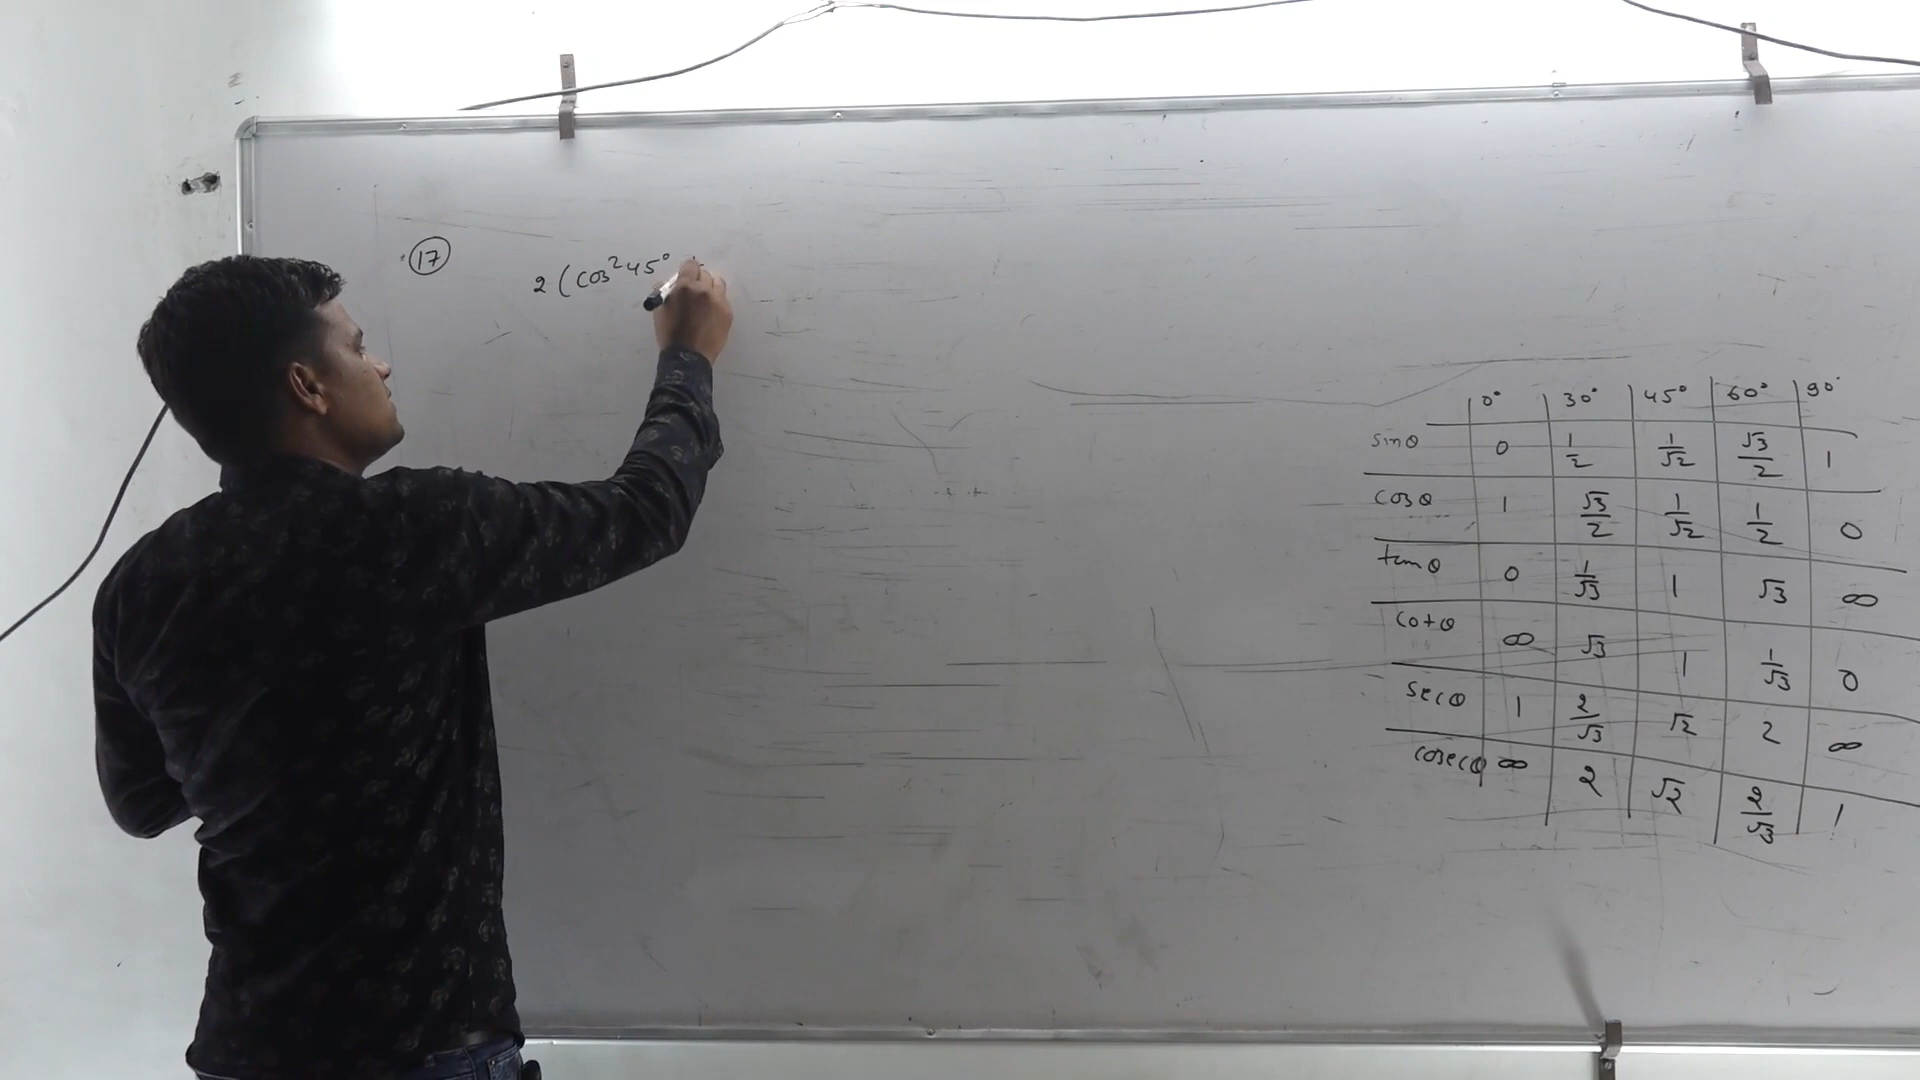 17
2 (cos²45°
0° 30° 45° 60° 90°
sinθ 0 1/2 1/√2 √3/2 1
cosθ 1 √3/2 1/√2 1/2 0
tanθ 0 1/√3 1 √3 ∞
cotθ ∞ √3 1 1/√3 0
secθ 1 2/√3 √2 2 ∞
cosecθ ∞ 2 √2 2/√3 1